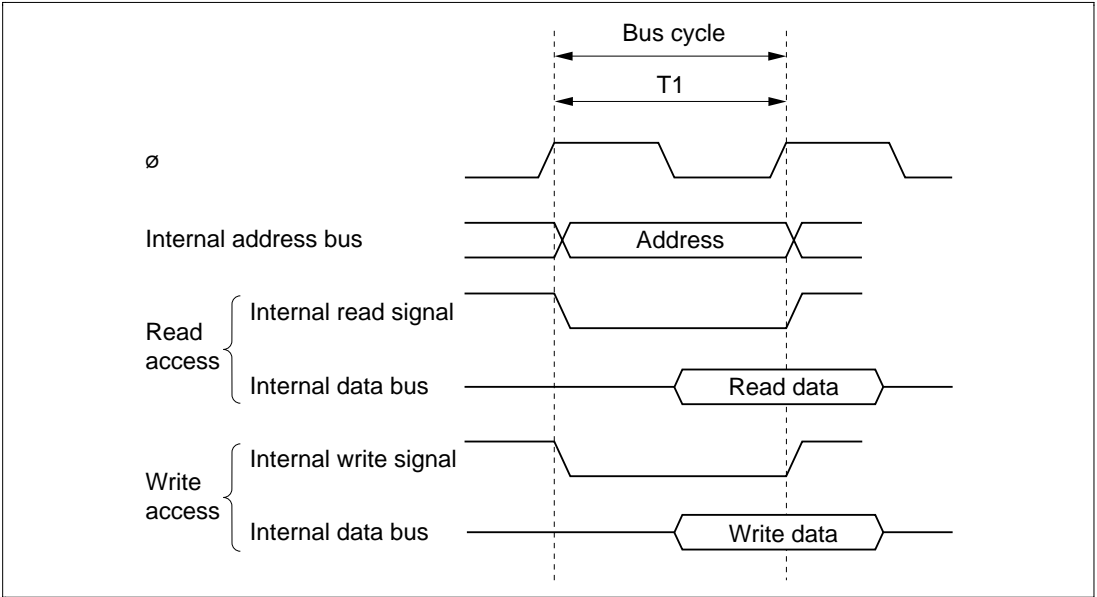 Bus cycle
T1
ø
Internal address bus
Address
Read
access
Internal read signal
Internal data bus
Read data
Write
access
Internal write signal
Internal data bus
Write data